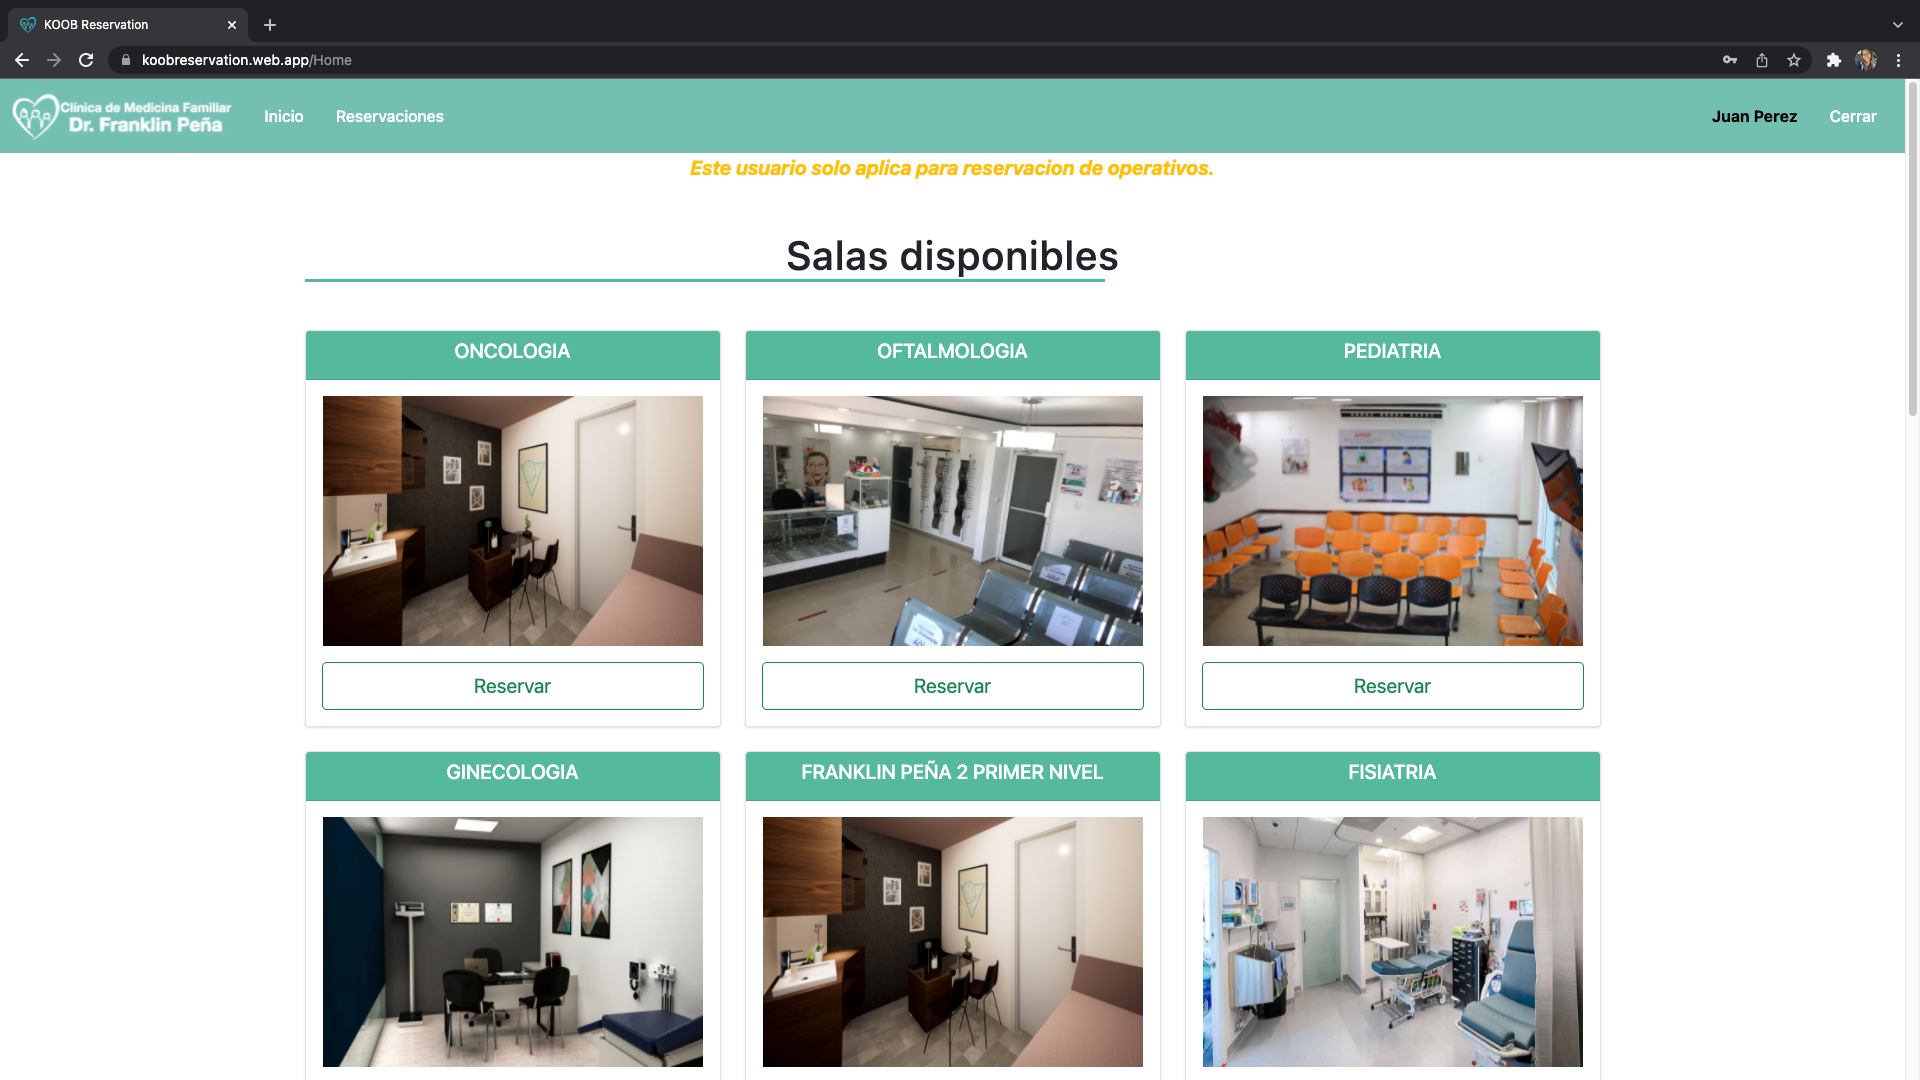 KOOB Reservation
koobreservation.web.app/Home
Clínica de Medicina Familiar
Dr. Franklin Peña
Inicio
Reservaciones
Juan Perez
Cerrar
Este usuario solo aplica para reservacion de operativos.
Salas disponibles
ONCOLOGIA
OFTALMOLOGIA
PEDIATRIA
Reservar
Reservar
Reservar
GINECOLOGIA
FRANKLIN PEÑA 2 PRIMER NIVEL
FISIATRIA